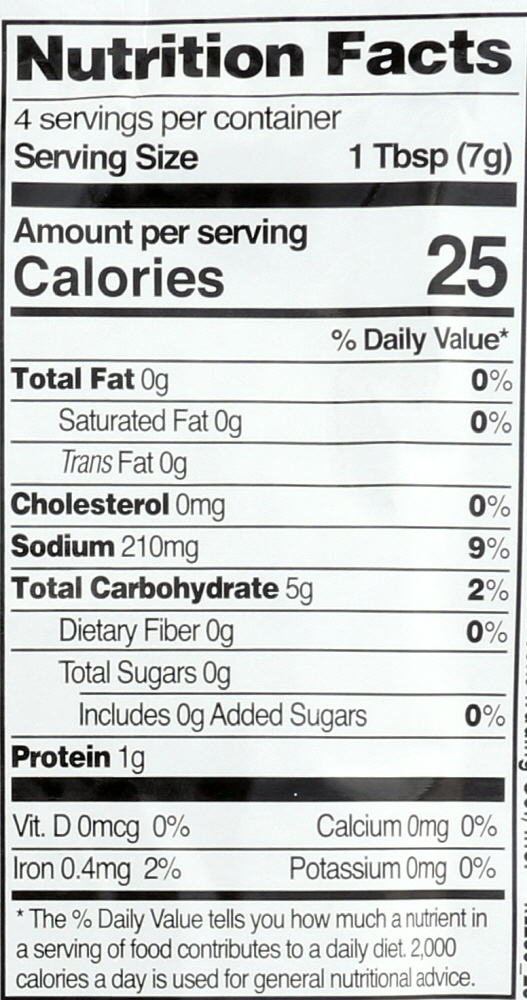 Nutrition Facts
4 servings per container
Serving Size 1 Tbsp (7g)
Amount per serving
Calories 25
% Daily Value*
Total Fat 0g 0%
Saturated Fat 0g 0%
Trans Fat 0g
Cholesterol 0mg 0%
Sodium 210mg 9%
Total Carbohydrate 5g 2%
Dietary Fiber 0g 0%
Total Sugars 0g
Includes 0g Added Sugars 0%
Protein 1g
Vit. D 0mcg 0% Calcium 0mg 0%
Iron 0.4mg 2% Potassium 0mg 0%
* The % Daily Value tells you how much a nutrient in
a serving of food contributes to a daily diet. 2,000
calories a day is used for general nutritional advice.